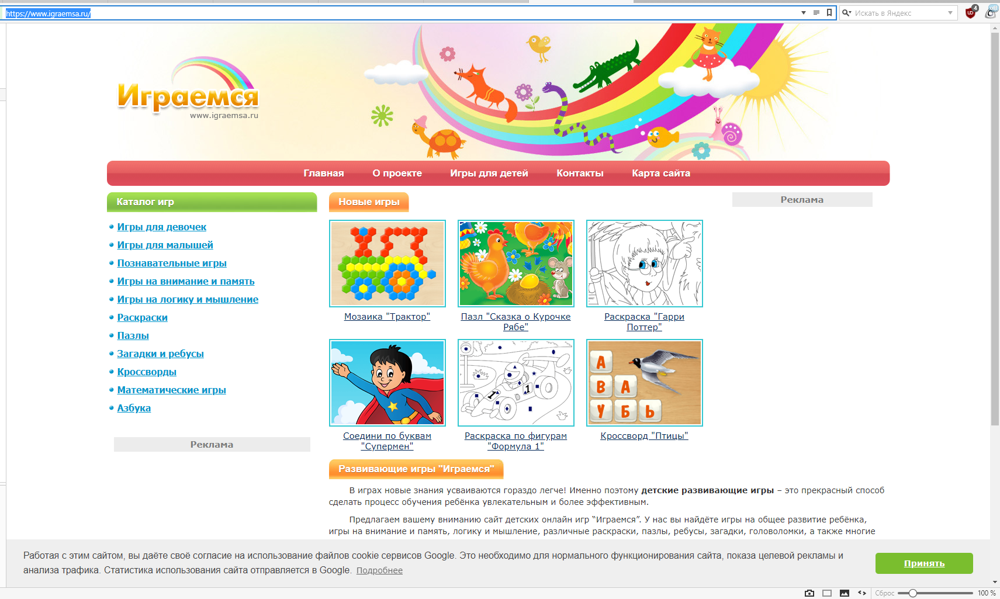 https://www.igraemsa.ru/
Искать в Яндекс
4
off
Играемся
www.igraemsa.ru
Главная О проекте Игры для детей Контакты Карта сайта
Каталог игр
Игры для девочек
Игры для малышей
Познавательные игры
Игры на внимание и память
Игры на логику и мышление
Раскраски
Пазлы
Загадки и ребусы
Кроссворды
Математические игры
Азбука
Реклама
Новые игры
Мозаика "Трактор"
Пазл "Сказка о Курочке
Рябе"
Раскраска "Гарри
Поттер"
1 1
А
В А
У Б Ь
Соедини по буквам
"Супермен"
Раскраска по фигурам
"Формула 1"
Кроссворд "Птицы"
Развивающие игры "Играемся"
В играх новые знания усваиваются гораздо легче! Именно поэтому детские развивающие игры – это прекрасный способ
сделать процесс обучения ребёнка увлекательным и более эффективным.
Предлагаем вашему вниманию сайт детских онлайн игр “Играемся”. У нас вы найдёте игры на общее развитие ребёнка,
игры на внимание и память, логику и мышление, различные раскраски, пазлы, ребусы, загадки, головоломки, а также многие
Реклама
Работая с этим сайтом, вы даёте своё согласие на использование файлов cookie сервисов Google. Это необходимо для нормального функционирования сайта, показа целевой рекламы и
анализа трафика. Статистика использования сайта отправляется в Google. Подробнее
Принять
Сброс 100 %